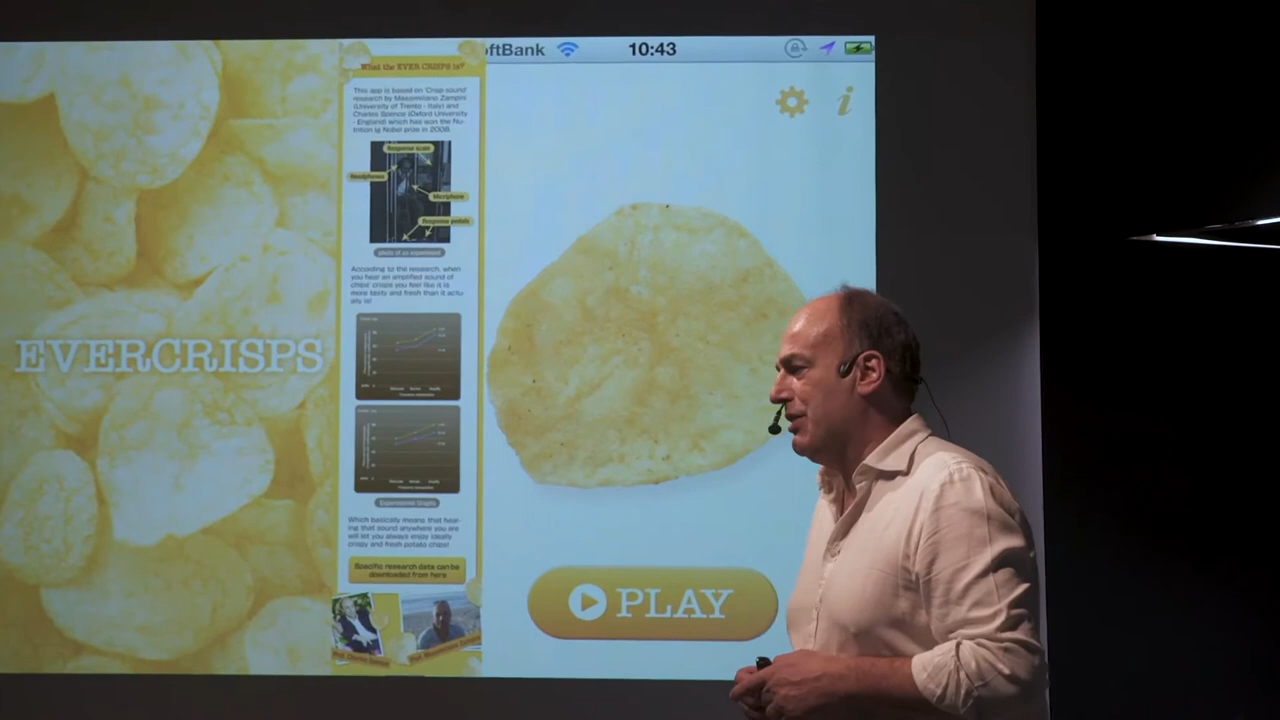 EVERCRISPS
What the EVER CRISPS is?
This app is based on 'Crisp sound'
research by Massimiliano Zampini
(University of Trento - Italy) and
Charles Spence (Oxford University
- England) which has won the Nu-
trition Ig Nobel prize in 2008.
Response scale
Headphones
Microphone
Response pedals
photo of an experiment
According to the research, when
you hear an amplified sound of
chips' crisps you feel like it is
more tasty and fresh than it actu-
ally is!
Experimental Graphs
Which basically means that hear-
ing that sound anywhere you are
will let you always enjoy ideally
crispy and fresh potato chips!
Specific research data can be
downloaded from here
Prof. Charles Spence
oftBank
10:43
i
PLAY